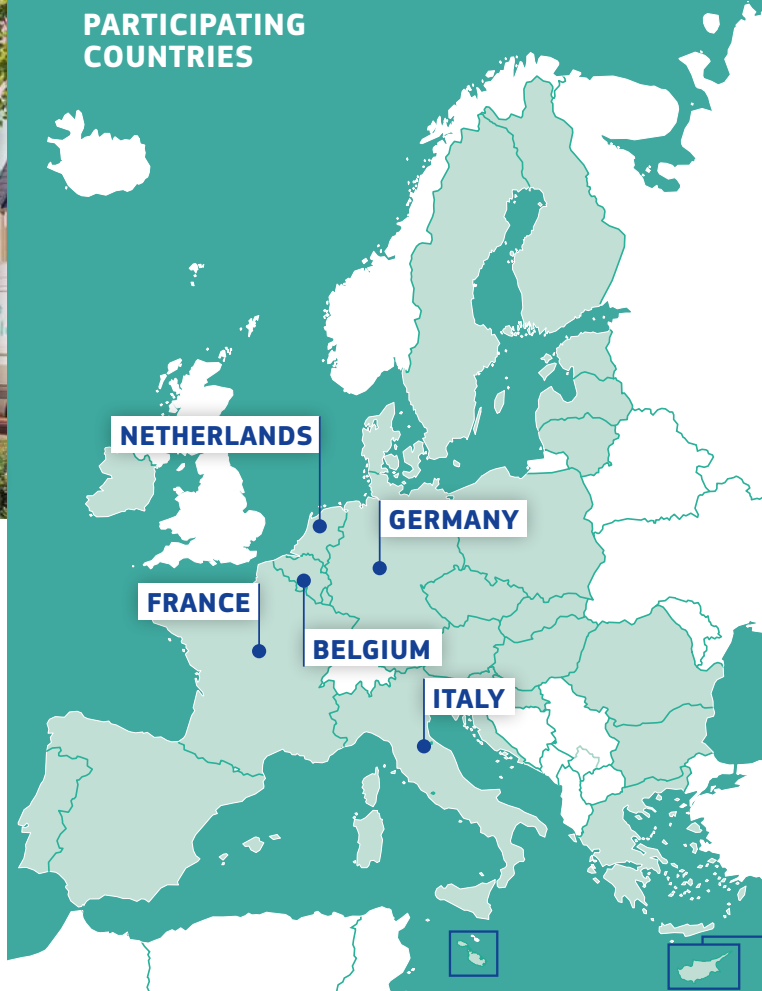 PARTICIPATING
COUNTRIES
NETHERLANDS
GERMANY
FRANCE
BELGIUM
ITALY